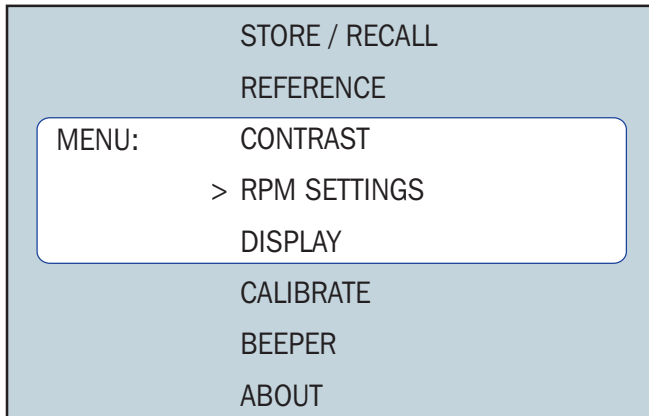 STORE / RECALL
REFERENCE
MENU: CONTRAST
> RPM SETTINGS
DISPLAY
CALIBRATE
BEEPER
ABOUT